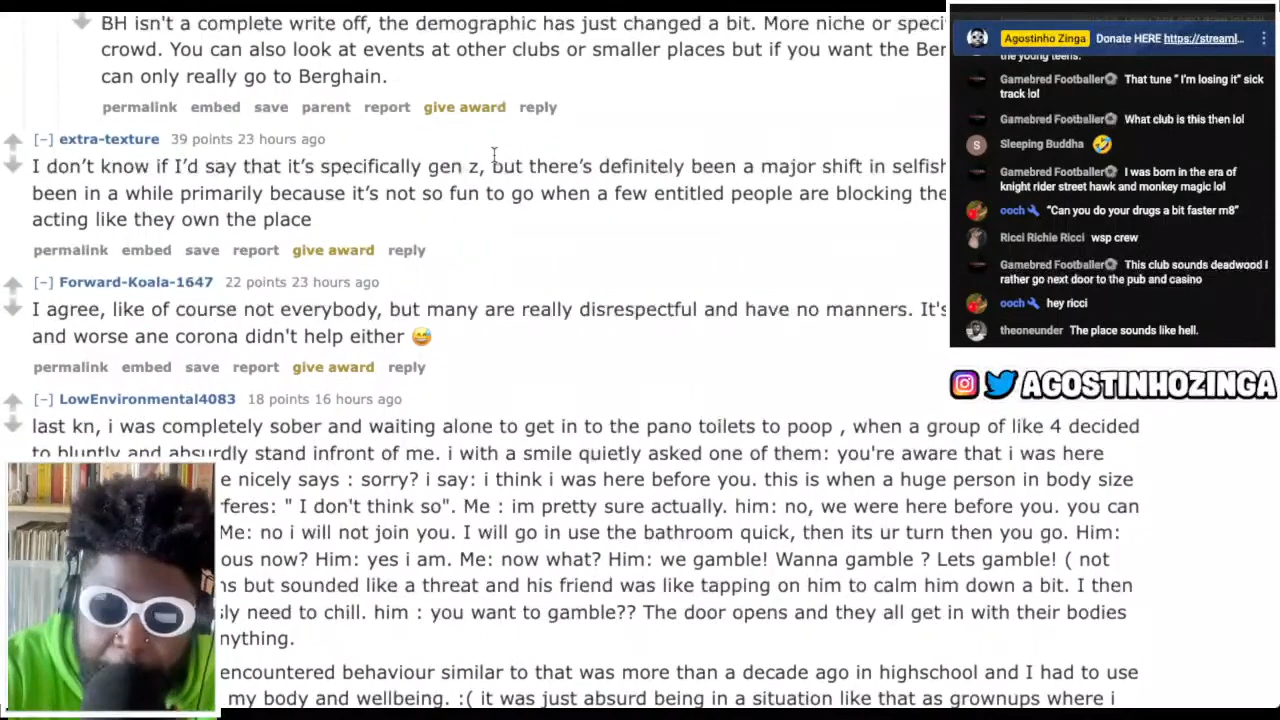 BH isn't a complete write off, the demographic has just changed a bit. More niche or speci
crowd. You can also look at events at other clubs or smaller places but if you want the Ber
can only really go to Berghain.
permalink embed save parent report give award reply
[–] extra-texture 39 points 23 hours ago
I don't know if I'd say that it's specifically gen z, but there's definitely been a major shift in selfish
been in a while primarily because it's not so fun to go when a few entitled people are blocking the
acting like they own the place
permalink embed save report give award reply
[–] Forward-Koala-1647 22 points 23 hours ago
I agree, like of course not everybody, but many are really disrespectful and have no manners. It's
and worse ane corona didn't help either 😅
permalink embed save report give award reply
[–] LowEnvironmental4083 18 points 16 hours ago
last kn, i was completely sober and waiting alone to get in to the pano toilets to poop , when a group of like 4 decided
to bluntly and absurdly stand infront of me. i with a smile quietly asked one of them: you're aware that i was here
e nicely says : sorry? i say: i think i was here before you. this is when a huge person in body size
feres: " I don't think so". Me : im pretty sure actually. him: no, we were here before you. you can
Me: no i will not join you. I will go in use the bathroom quick, then its ur turn then you go. Him:
ous now? Him: yes i am. Me: now what? Him: we gamble! Wanna gamble ? Lets gamble! ( not
ns but sounded like a threat and his friend was like tapping on him to calm him down a bit. I then
ly need to chill. him : you want to gamble?? The door opens and they all get in with their bodies
nything.
encountered behaviour similar to that was more than a decade ago in highschool and I had to use
my body and wellbeing. :( it was just absurd being in a situation like that as grownups where i
Agostinho Zinga Donate HERE https://streaml...
the young teens.
Gamebred Footballer⚽ That tune " I'm losing it" sick
track lol
Gamebred Footballer⚽ What club is this then lol
S Sleeping Buddha 🤣
Gamebred Footballer⚽ I was born in the era of
knight rider street hawk and monkey magic lol
ooch "Can you do your drugs a bit faster m8"
Ricci Richie Ricci wsp crew
Gamebred Footballer⚽ This club sounds deadwood I
rather go next door to the pub and casino
ooch hey ricci
theoneunder The place sounds like hell.
AGOSTINHOZINGA